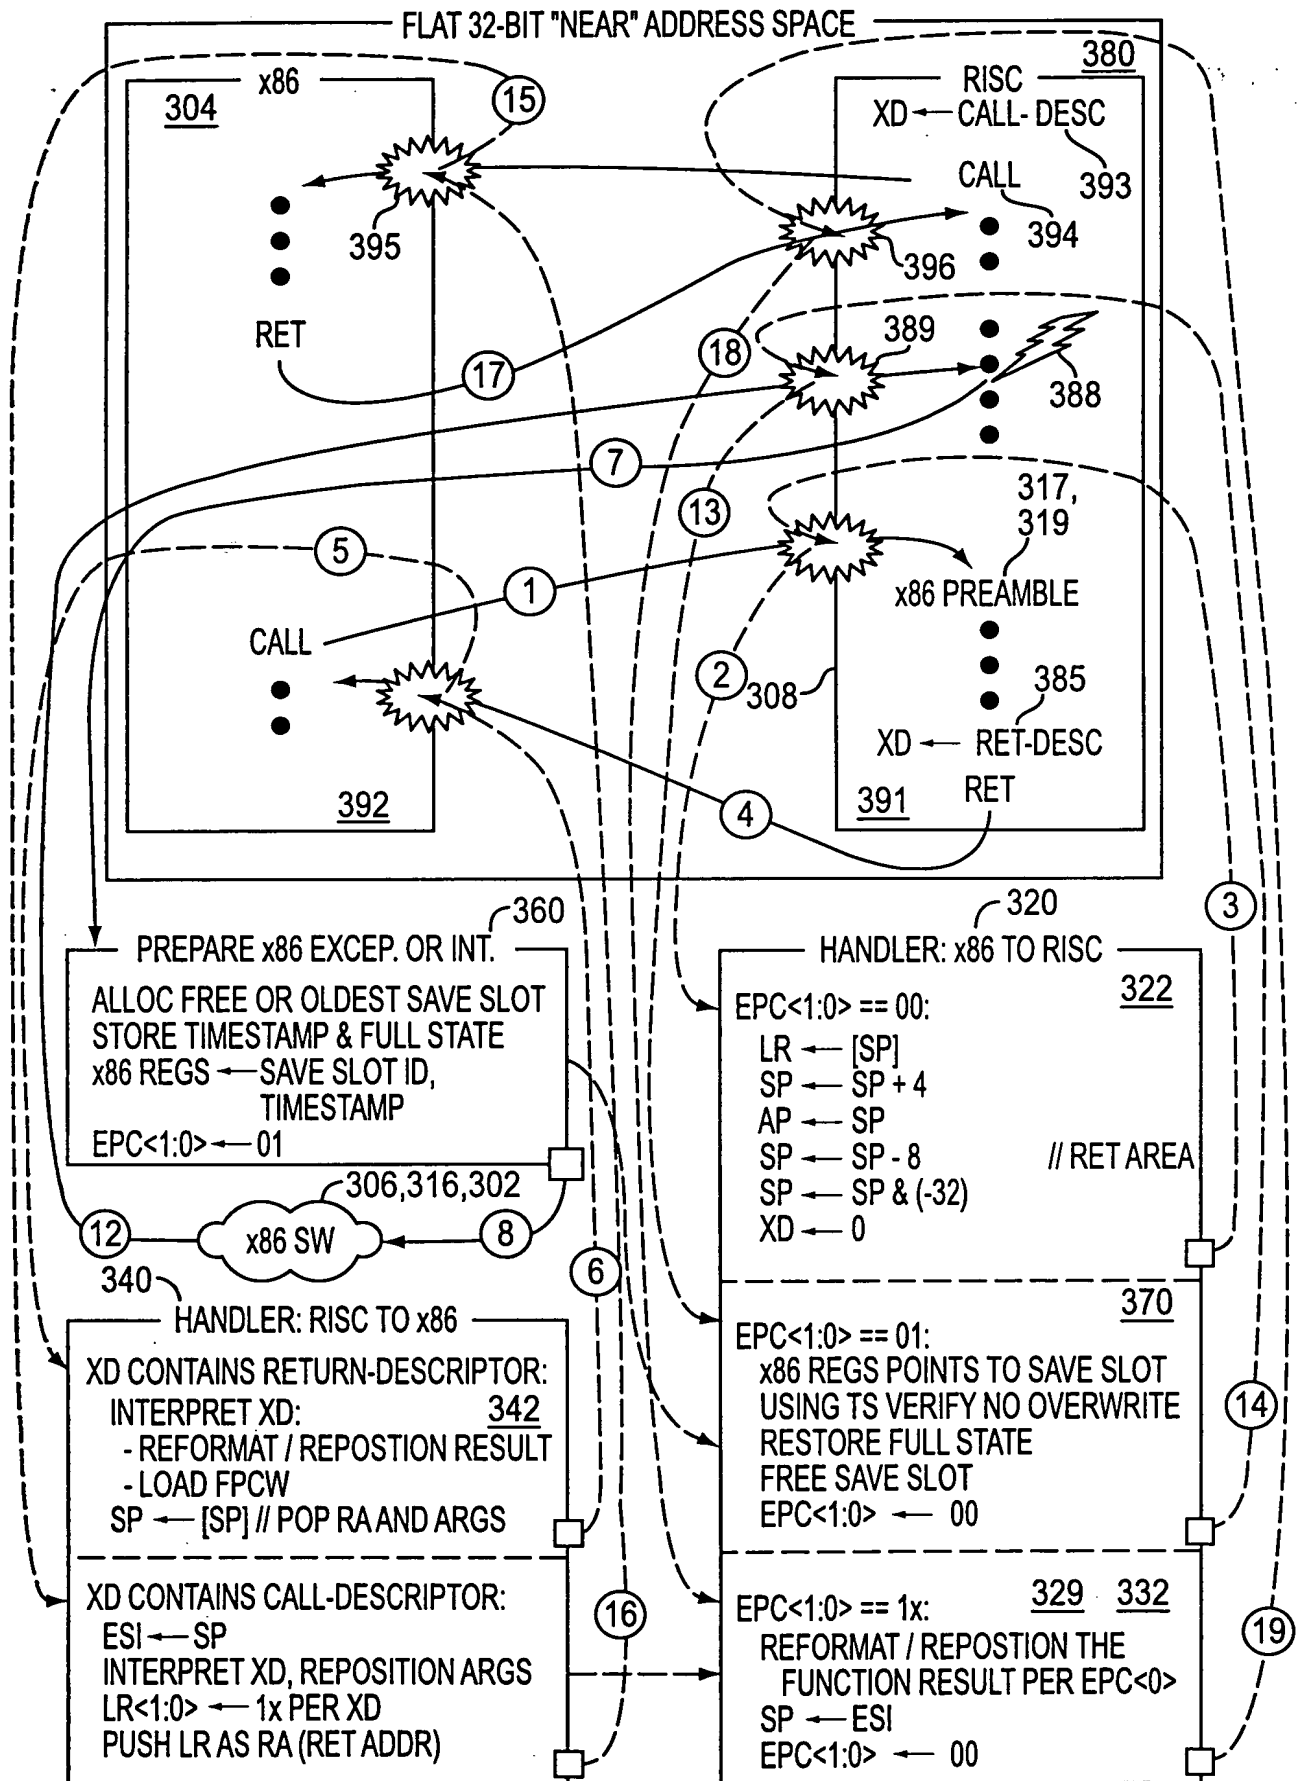 FLAT 32-BIT "NEAR" ADDRESS SPACE
380
x86
304
15
RISC
XD ← CALL- DESC
393
CALL
394
395
396
RET
17
18
389
388
7
13
317,
319
5
1
x86 PREAMBLE
CALL
2
308
385
XD ← RET-DESC
RET
392
391
4
3
360
PREPARE x86 EXCEP. OR INT.
ALLOC FREE OR OLDEST SAVE SLOT
STORE TIMESTAMP & FULL STATE
x86 REGS ← SAVE SLOT ID,
TIMESTAMP
EPC<1:0> ← 01
306,316,302
12
x86 SW
8
6
320
HANDLER: x86 TO RISC
322
EPC<1:0> == 00:
LR ← [SP]
SP ← SP + 4
AP ← SP
SP ← SP - 8 // RET AREA
SP ← SP & (-32)
XD ← 0
370
EPC<1:0> == 01:
x86 REGS POINTS TO SAVE SLOT
USING TS VERIFY NO OVERWRITE
RESTORE FULL STATE
FREE SAVE SLOT
EPC<1:0> ← 00
14
340
HANDLER: RISC TO x86
XD CONTAINS RETURN-DESCRIPTOR:
INTERPRET XD: 342
- REFORMAT / REPOSTION RESULT
- LOAD FPCW
SP ← [SP] // POP RA AND ARGS
XD CONTAINS CALL-DESCRIPTOR:
ESI ← SP
INTERPRET XD, REPOSITION ARGS
LR<1:0> ← 1x PER XD
PUSH LR AS RA (RET ADDR)
16
EPC<1:0> == 1x: 329 332
REFORMAT / REPOSTION THE
FUNCTION RESULT PER EPC<0>
SP ← ESI
EPC<1:0> ← 00
19